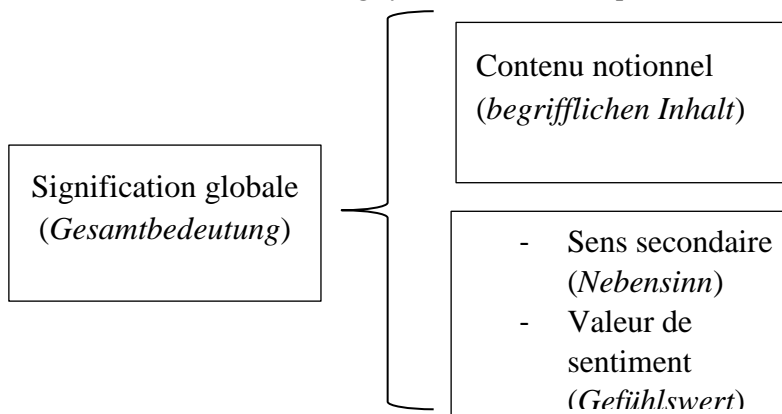 Contenu notionnel
(begrifflichen Inhalt)
Signification globale
(Gesamtbedeutung)
- Sens secondaire
(Nebensinn)
- Valeur de
sentiment
(Gefühlswert)